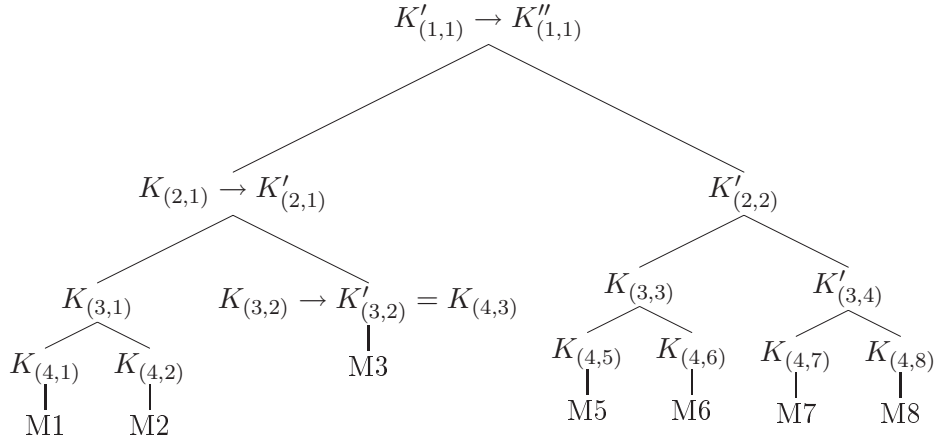 K′(1,1) → K″(1,1)
K(2,1) → K′(2,1) K′(2,2)
K(3,1) K(3,2) → K′(3,2) = K(4,3) K(3,3) K′(3,4)
K(4,1) K(4,2) M3 K(4,5) K(4,6) K(4,7) K(4,8)
M1 M2 M5 M6 M7 M8